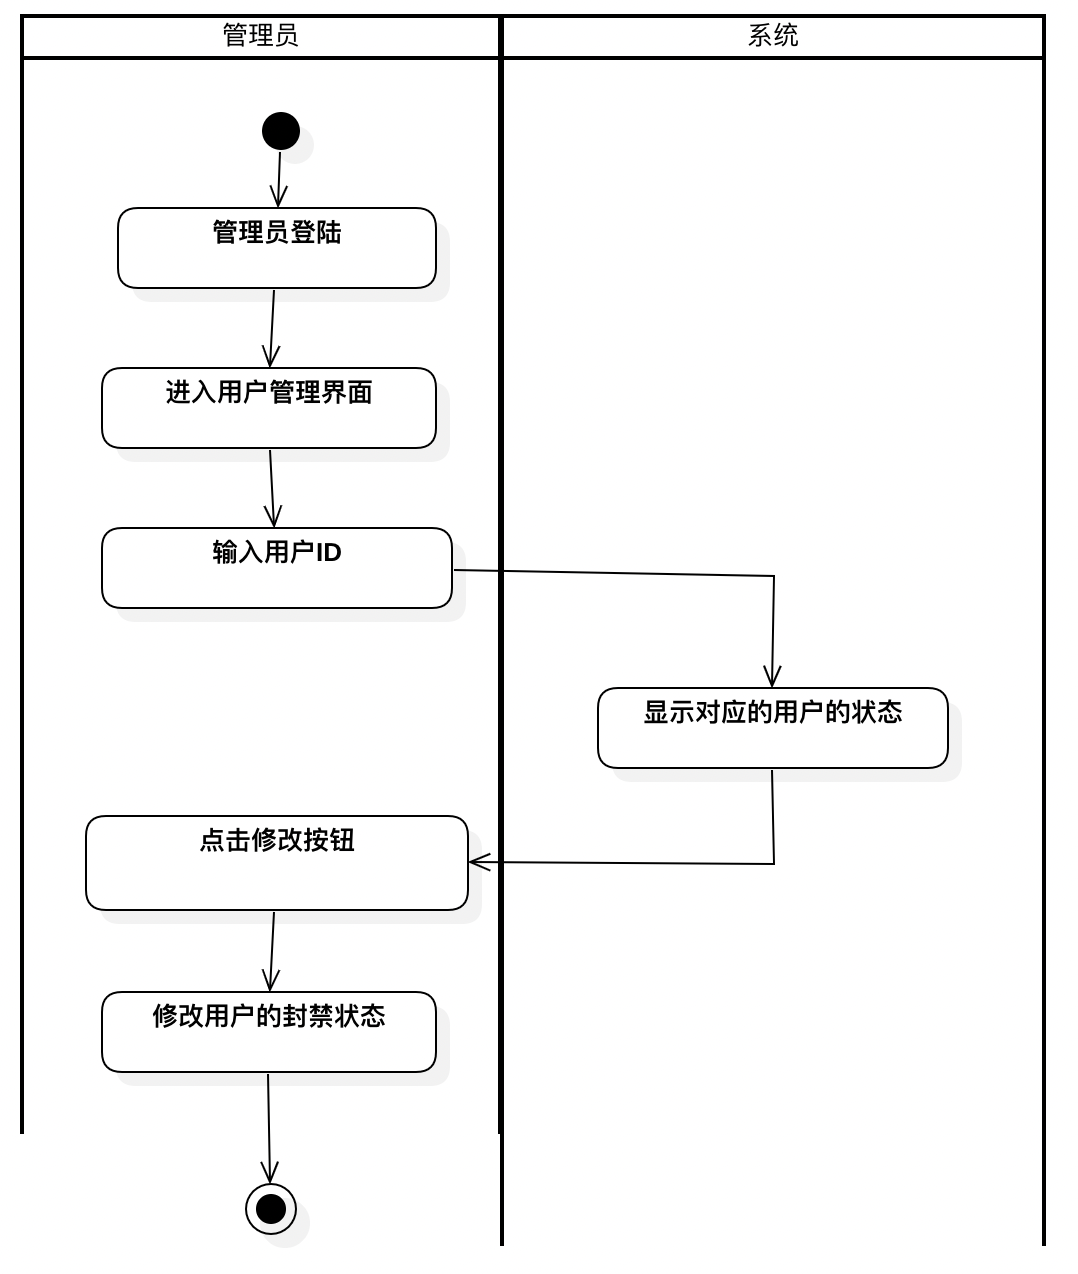 管理员
系统
管理员登陆
进入用户管理界面
输入用户ID
显示对应的用户的状态
点击修改按钮
修改用户的封禁状态